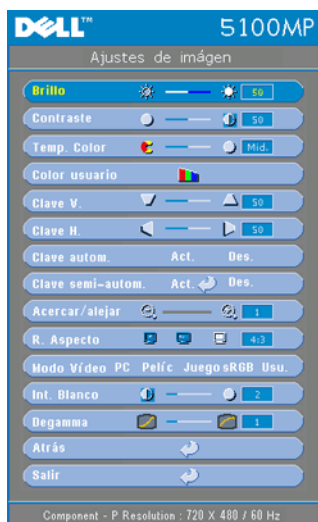 DELL™ 5100MP
Ajustes de imágen
Brillo 50
Contraste 50
Temp. Color Mid.
Color usuario
Clave V. 50
Clave H. 50
Clave autom. Act. Des.
Clave semi-autom. Act. Des.
Acercar/alejar 1
R. Aspecto 4:3
Modo Vídeo PC Pelíc Juego sRGB Usu.
Int. Blanco 2
Degamma 1
Atrás
Salir
Component - P Resolution : 720 X 480 / 60 Hz